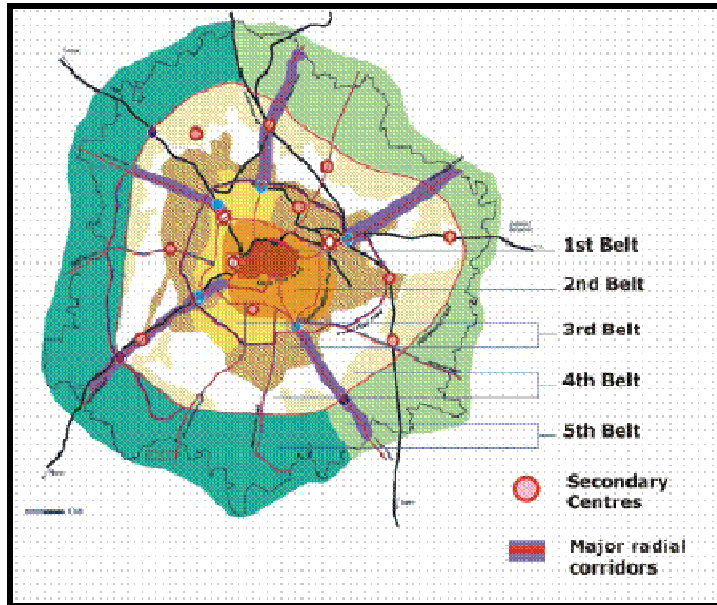 1st Belt
2nd Belt
3rd Belt
4th Belt
5th Belt
Secondary
Centres
Major radial
corridors